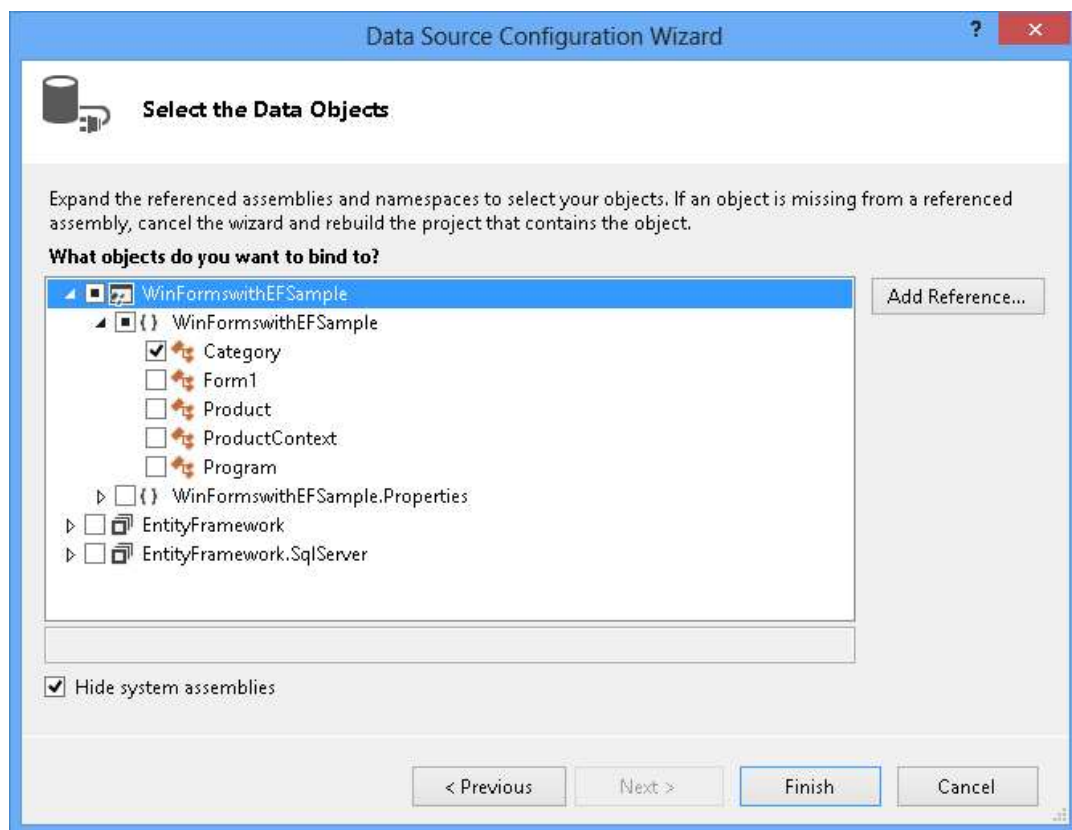 Data Source Configuration Wizard
?
Select the Data Objects
Expand the referenced assemblies and namespaces to select your objects. If an object is missing from a referenced
assembly, cancel the wizard and rebuild the project that contains the object.
What objects do you want to bind to?
WinFormswithEFSample
Add Reference...
{ } WinFormswithEFSample
Category
Form1
Product
ProductContext
Program
{ } WinFormswithEFSample.Properties
EntityFramework
EntityFramework.SqlServer
Hide system assemblies
< Previous
Next >
Finish
Cancel